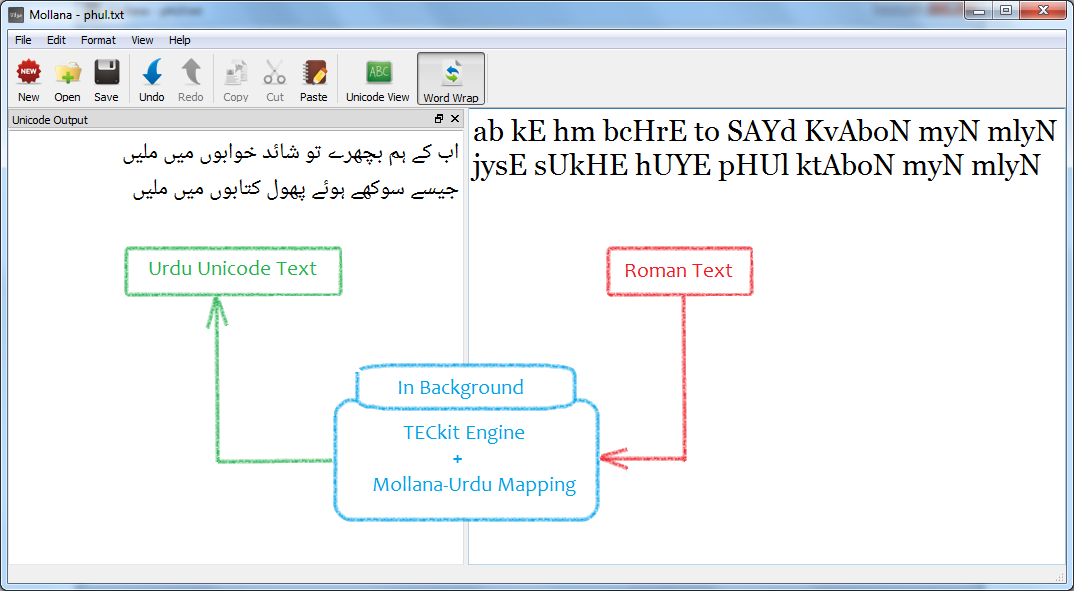 Mollana - phul.txt
File Edit Format View Help
NEW ABC
New Open Save Undo Redo Copy Cut Paste Unicode View Word Wrap
Unicode Output
اب کے ہم بچھرے تو شائد خوابوں میں ملیں
جیسے سوکھے ہوئے پھول کتابوں میں ملیں
ab kE hm bcHrE to SAYd KvAboN myN mlyN
jysE sUkHE hUYE pHUl ktAboN myN mlyN
Urdu Unicode Text
Roman Text
In Background
TECkit Engine
+
Mollana-Urdu Mapping